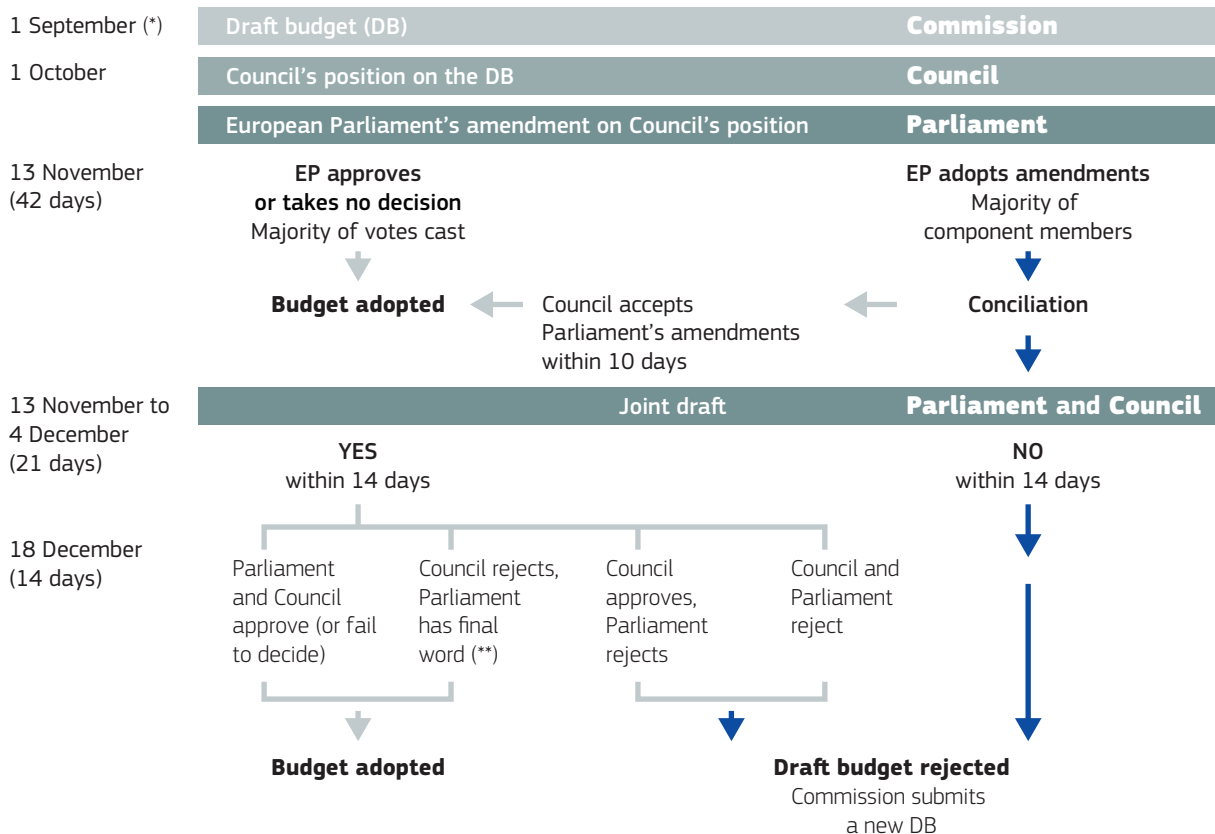 1 September (*)
Draft budget (DB)
Commission
1 October
Council's position on the DB
Council
European Parliament's amendment on Council's position
Parliament
13 November
(42 days)
EP approves
or takes no decision
Majority of votes cast
EP adopts amendments
Majority of
component members
Budget adopted
Council accepts
Parliament's amendments
within 10 days
Conciliation
13 November to
4 December
(21 days)
Joint draft
Parliament and Council
YES
within 14 days
NO
within 14 days
18 December
(14 days)
Parliament
and Council
approve (or fail
to decide)
Council rejects,
Parliament
has final
word (**)
Council
approves,
Parliament
rejects
Council and
Parliament
reject
Budget adopted
Draft budget rejected
Commission submits
a new DB